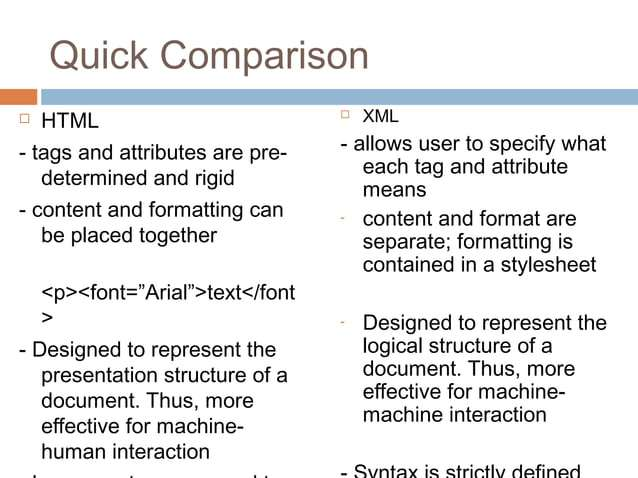 Quick Comparison
HTML
- tags and attributes are pre-
determined and rigid
- content and formatting can
be placed together
<p><font=”Arial”>text</font
>
- Designed to represent the
presentation structure of a
document. Thus, more
effective for machine-
human interaction
XML
- allows user to specify what
each tag and attribute
means
- content and format are
separate; formatting is
contained in a stylesheet
- Designed to represent the
logical structure of a
document. Thus, more
effective for machine-
machine interaction
- Syntax is strictly defined